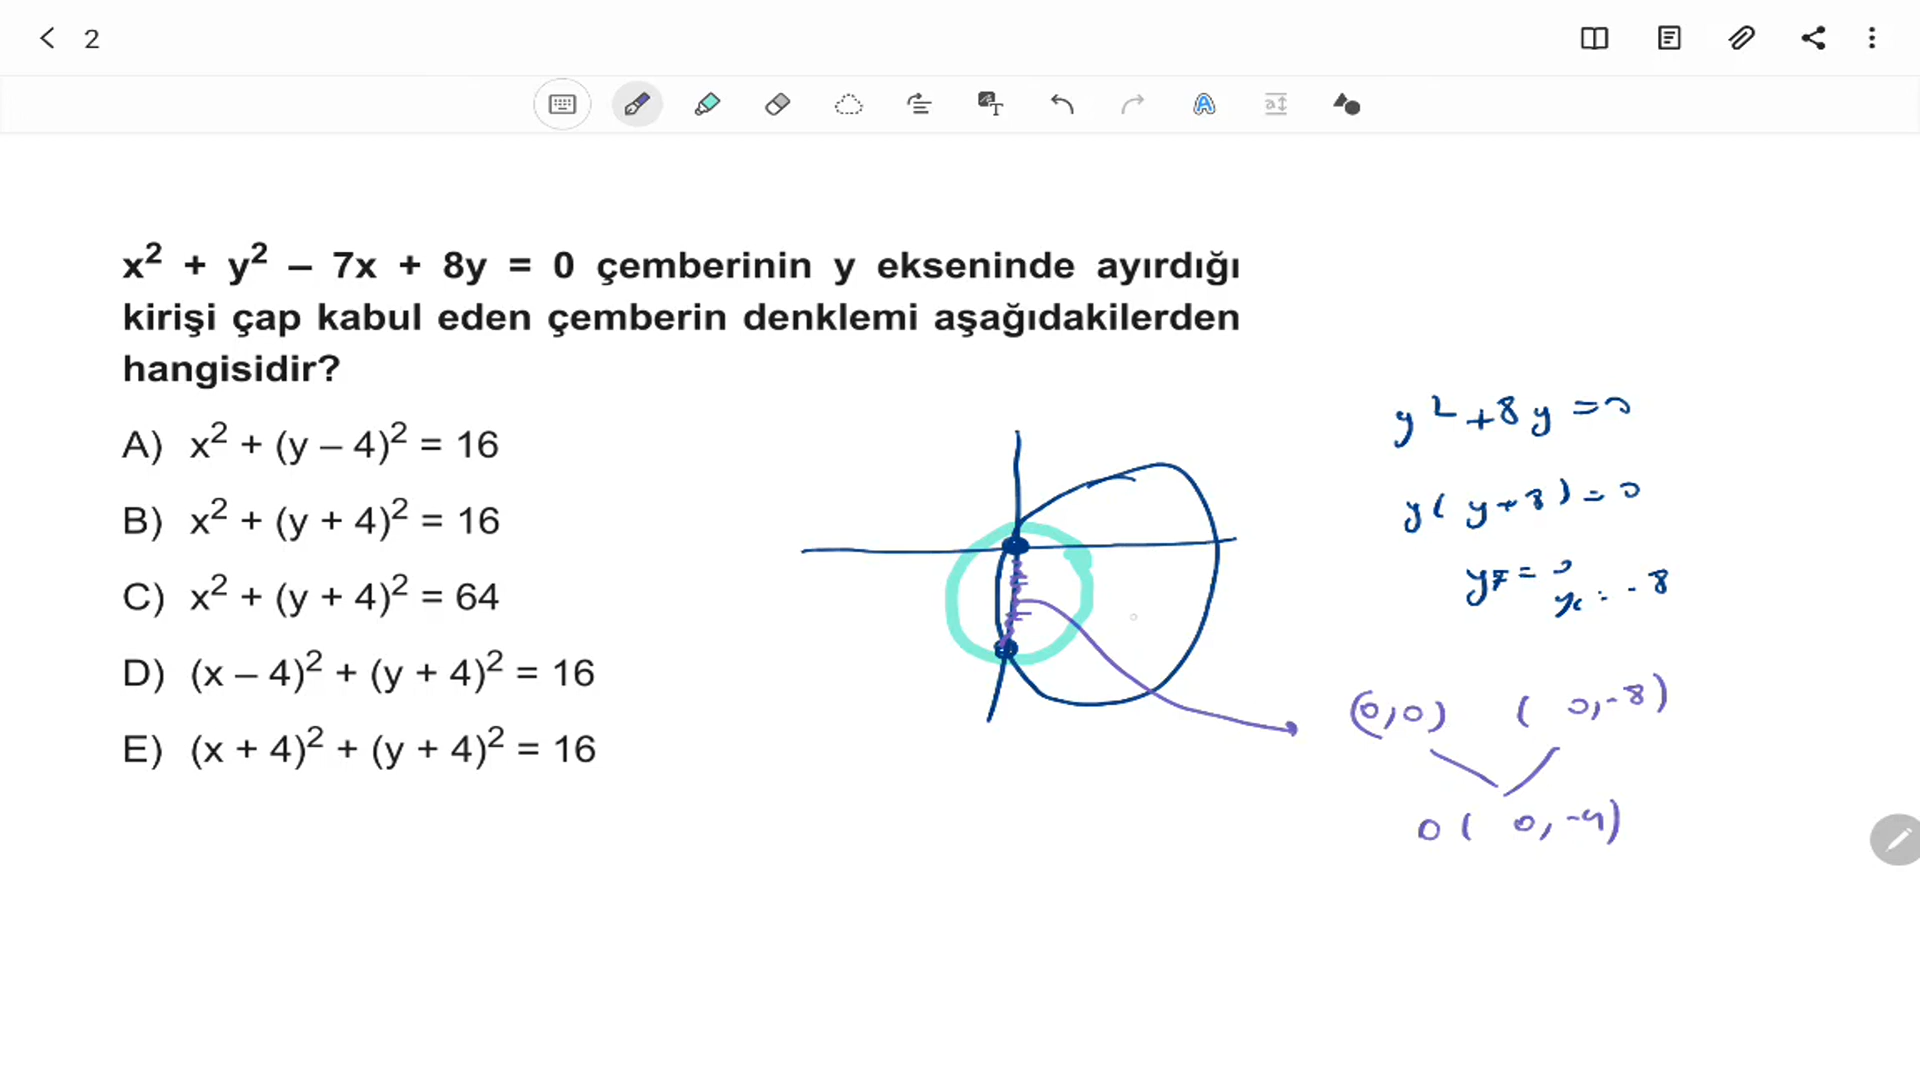 2
x² + y² – 7x + 8y = 0 çemberinin y ekseninde ayırdığı
kirişi çap kabul eden çemberin denklemi aşağıdakilerden
hangisidir?
A) x² + (y – 4)² = 16
B) x² + (y + 4)² = 16
C) x² + (y + 4)² = 64
D) (x – 4)² + (y + 4)² = 16
E) (x + 4)² + (y + 4)² = 16
y² + 8y = 0
y(y+8) = 0
y = 0
y = -8
(0,0) (0,-8)
O(0,-4)